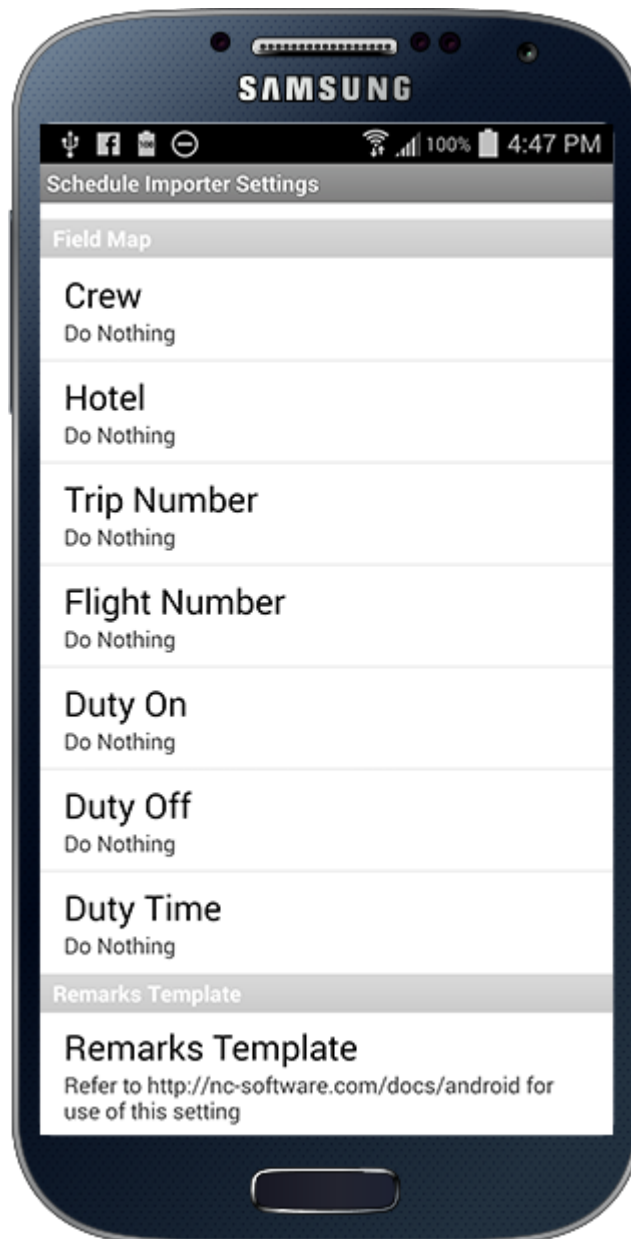 SAMSUNG
100
100% 4:47 PM
Schedule Importer Settings
Field Map
Crew
Do Nothing
Hotel
Do Nothing
Trip Number
Do Nothing
Flight Number
Do Nothing
Duty On
Do Nothing
Duty Off
Do Nothing
Duty Time
Do Nothing
Remarks Template
Remarks Template
Refer to http://nc-software.com/docs/android for
use of this setting